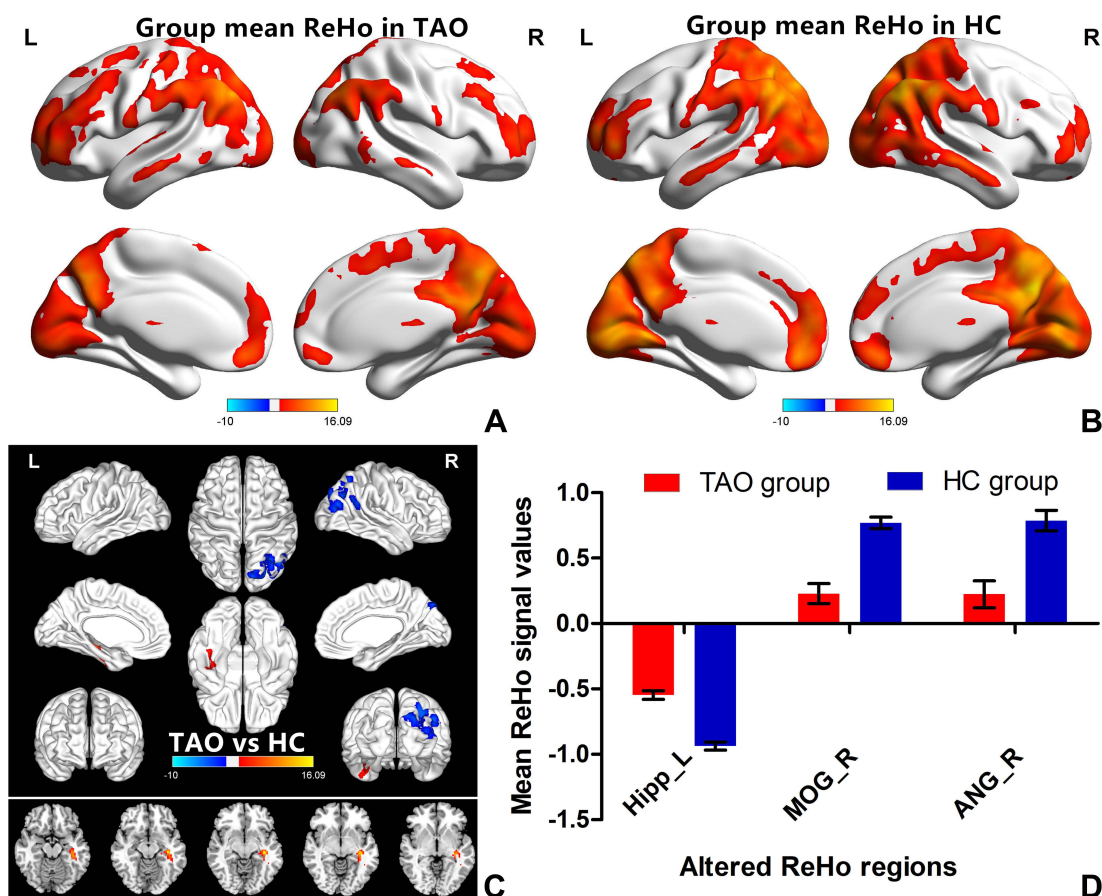 Group mean ReHo in TAO
L
R
-10
16.09
A
Group mean ReHo in HC
L
R
-10
16.09
B
L
R
TAO vs HC
-10
16.09
C
TAO group
HC group
Mean ReHo signal values
1.0
0.5
0.0
-0.5
-1.0
-1.5
Hipp_L
MOG_R
ANG_R
Altered ReHo regions
D